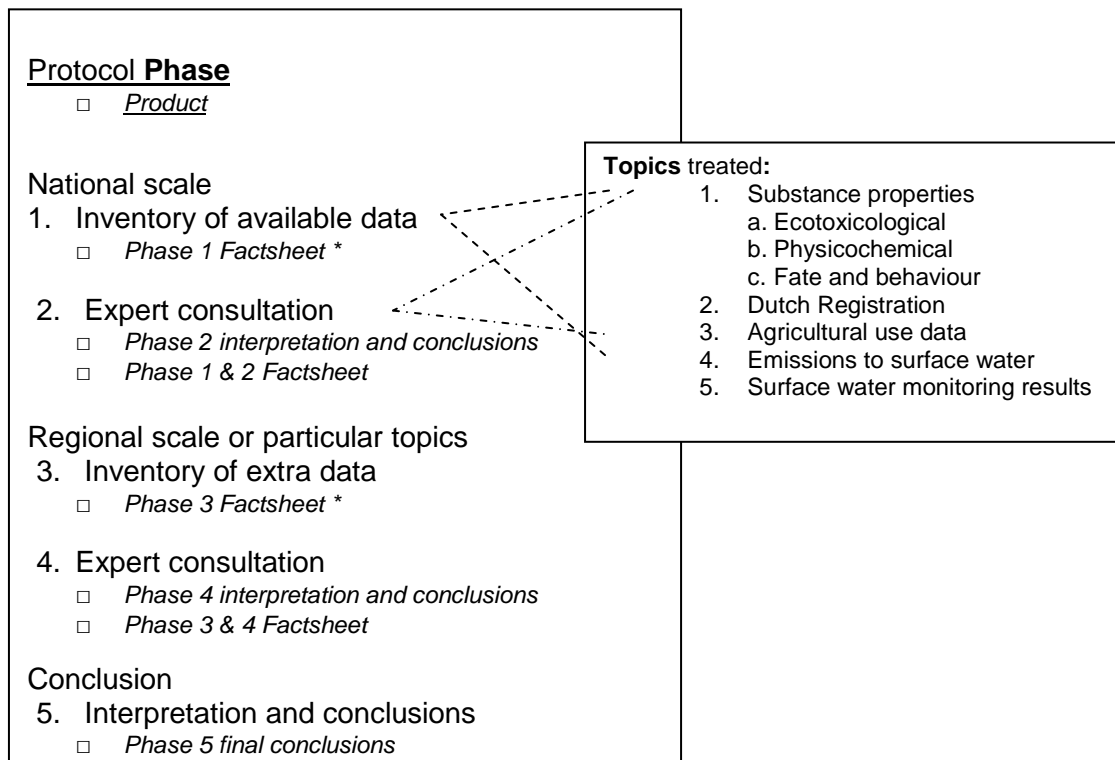 Protocol Phase
□ Product
National scale
1. Inventory of available data
□ Phase 1 Factsheet *
2. Expert consultation
□ Phase 2 interpretation and conclusions
□ Phase 1 & 2 Factsheet
Regional scale or particular topics
3. Inventory of extra data
□ Phase 3 Factsheet *
4. Expert consultation
□ Phase 4 interpretation and conclusions
□ Phase 3 & 4 Factsheet
Conclusion
5. Interpretation and conclusions
□ Phase 5 final conclusions
Topics treated:
1. Substance properties
a. Ecotoxicological
b. Physicochemical
c. Fate and behaviour
2. Dutch Registration
3. Agricultural use data
4. Emissions to surface water
5. Surface water monitoring results